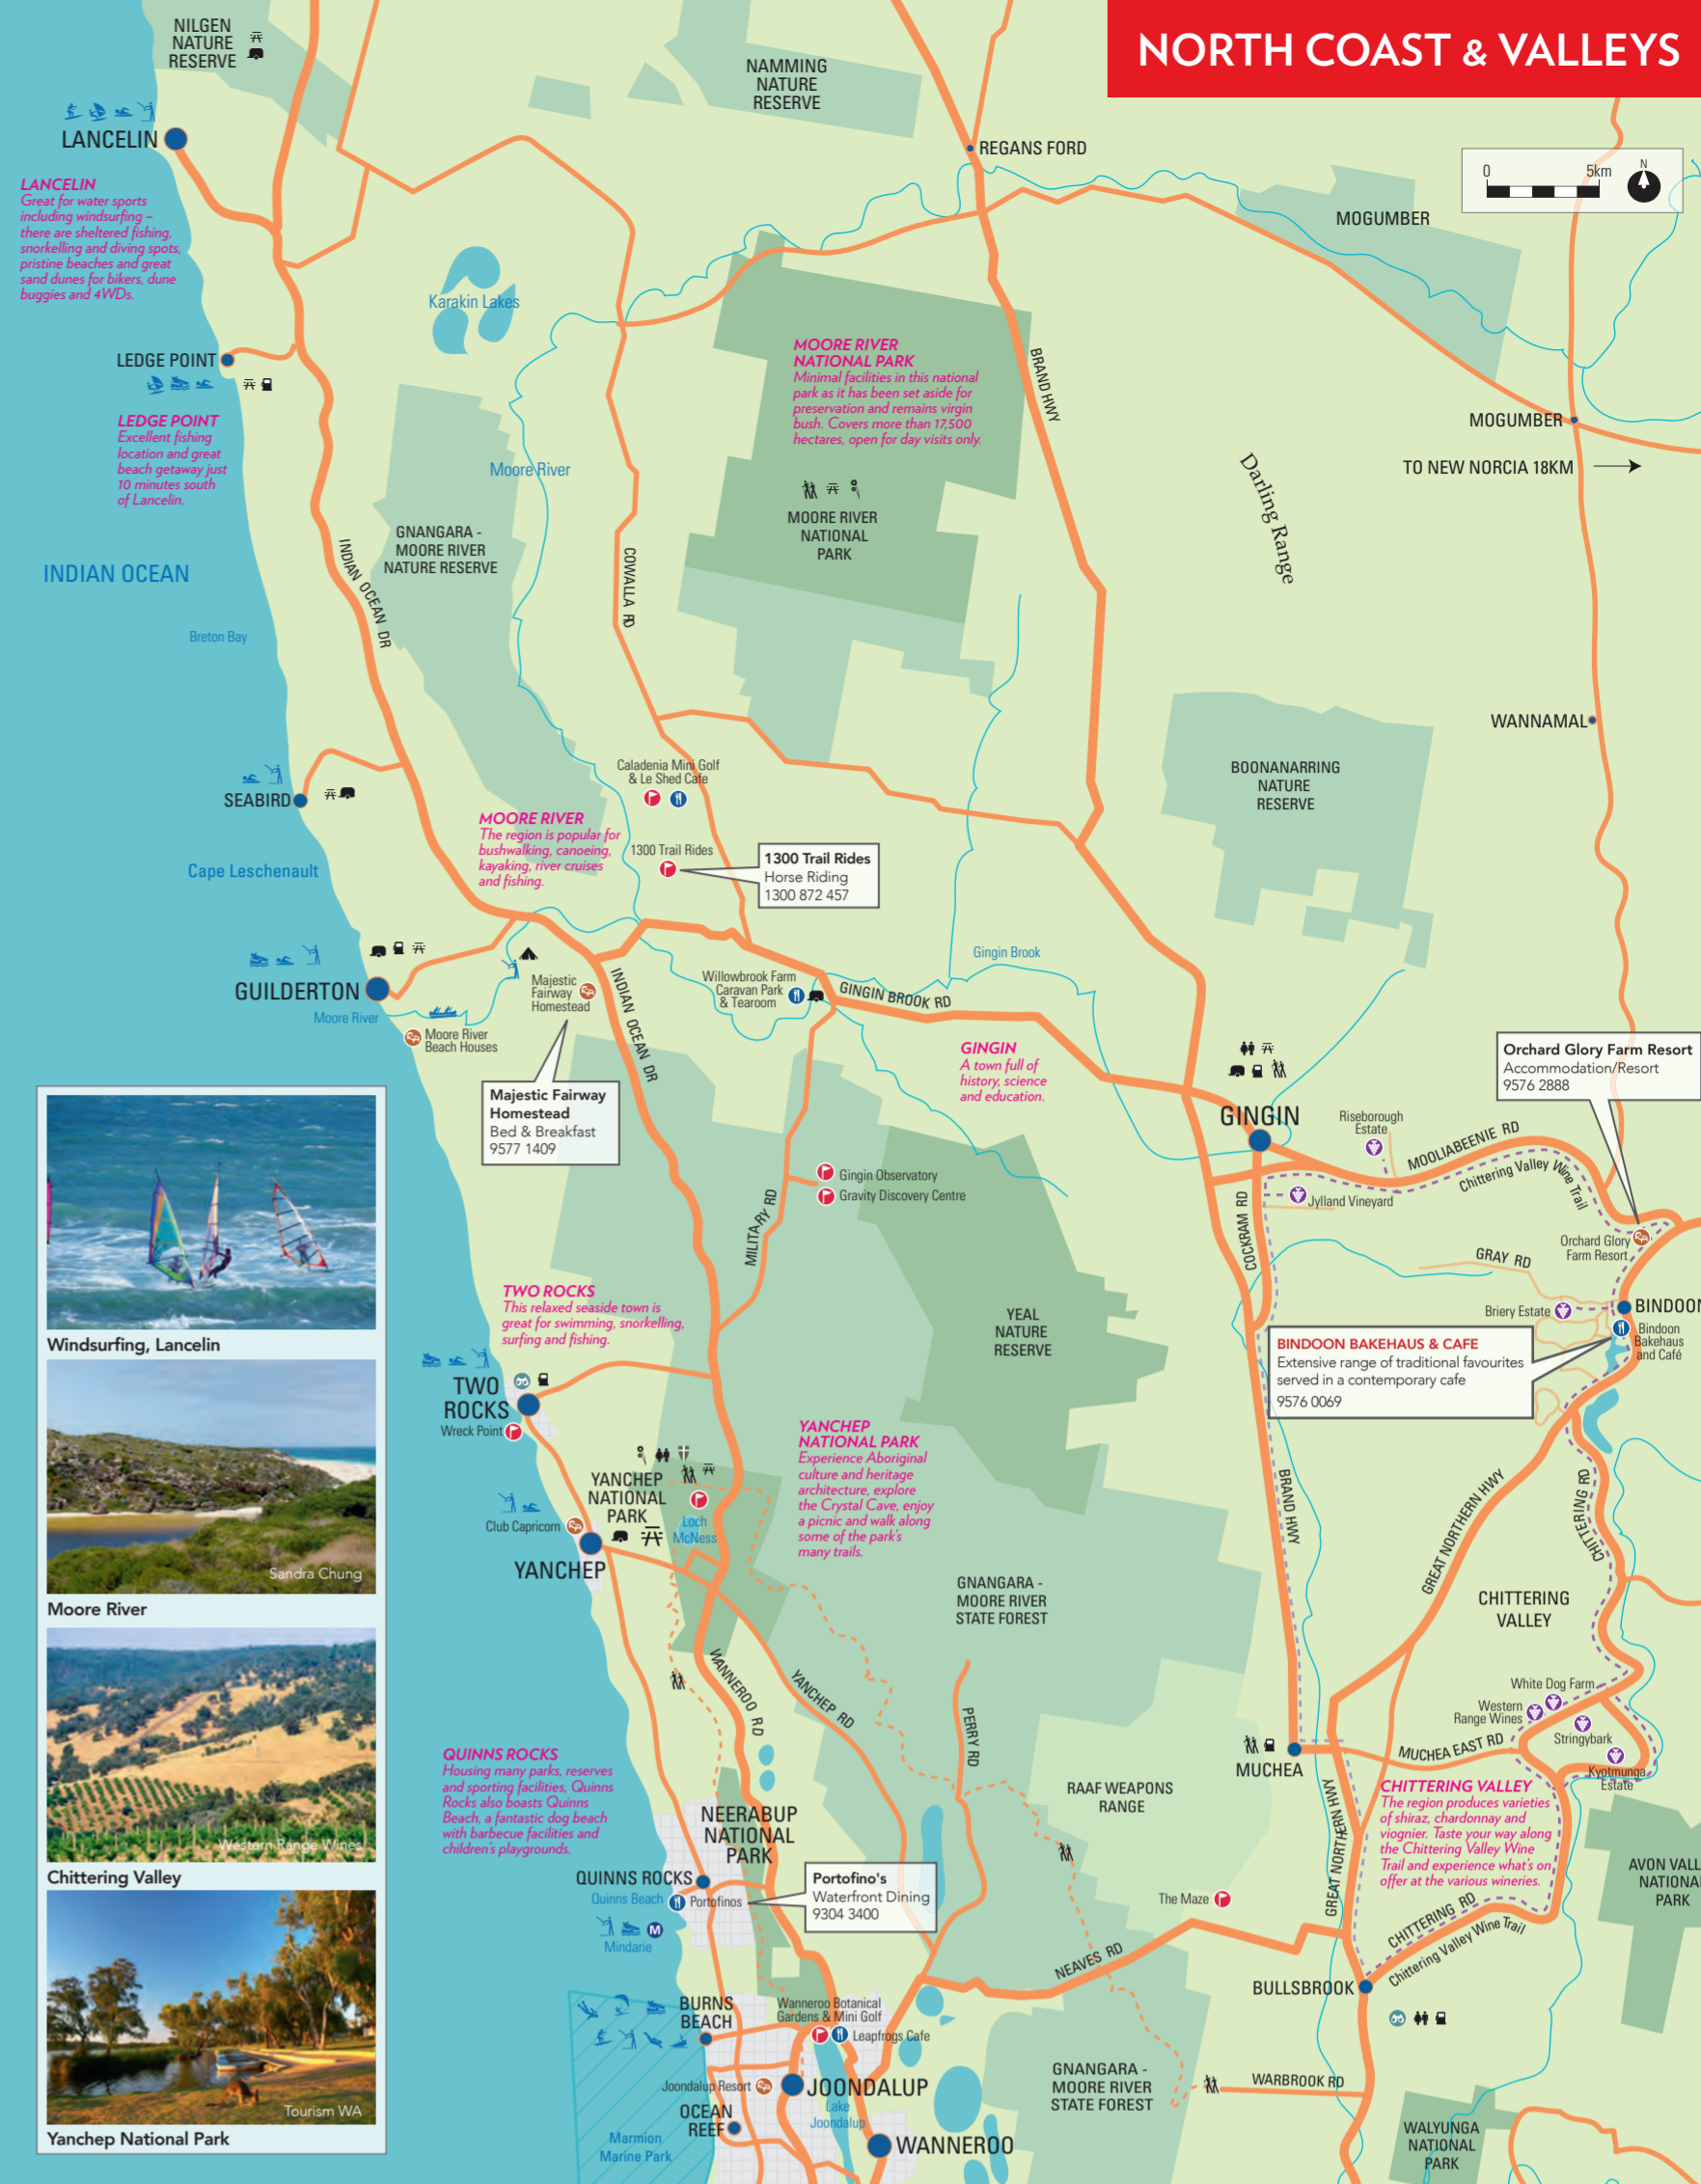 NORTH COAST & VALLEYS
NILGEN
NATURE
RESERVE
NAMMING
NATURE
RESERVE
LANCELIN
REGANS FORD
0 5km
N
LANCELIN
Great for water sports
including windsurfing –
there are sheltered fishing,
snorkelling and diving spots,
pristine beaches and great
sand dunes for bikers, dune
buggies and 4WDs.
MOGUMBER
Karakin Lakes
LEDGE POINT
MOORE RIVER
NATIONAL PARK
Minimal facilities in this national
park as it has been set aside for
preservation and remains virgin
bush. Covers more than 17,500
hectares, open for day visits only.
BRAND HWY
LEDGE POINT
Excellent fishing
location and great
beach getaway just
10 minutes south
of Lancelin.
MOGUMBER
TO NEW NORCIA 18KM
Darling Range
Moore River
MOORE RIVER
NATIONAL
PARK
GNANGARA -
MOORE RIVER
NATURE RESERVE
INDIAN OCEAN
INDIAN OCEAN DR
COWALLA RD
Breton Bay
WANNAMAL
Caladenia Mini Golf
& Le Shed Cafe
BOONANARRING
NATURE
RESERVE
SEABIRD
MOORE RIVER
The region is popular for
bushwalking, canoeing,
kayaking, river cruises
and fishing.
1300 Trail Rides
1300 Trail Rides
Horse Riding
1300 872 457
Cape Leschenault
Gingin Brook
GUILDERTON
Moore River
Majestic
Fairway
Homestead
Willowbrook Farm
Caravan Park
& Tearoom
GINGIN BROOK RD
INDIAN OCEAN DR
Moore River
Beach Houses
GINGIN
A town full of
history, science
and education.
Orchard Glory Farm Resort
Accommodation/Resort
9576 2888
Majestic Fairway
Homestead
Bed & Breakfast
9577 1409
GINGIN
Riseborough
Estate
MOOLIABEENIE RD
Chittering Valley Wine Trail
Gingin Observatory
Gravity Discovery Centre
Jylland Vineyard
MILITARY RD
COCKRAM RD
Orchard Glory
Farm Resort
GRAY RD
TWO ROCKS
This relaxed seaside town is
great for swimming, snorkelling,
surfing and fishing.
YEAL
NATURE
RESERVE
Briery Estate
BINDOON
Bindoon
Bakehaus
and Café
BINDOON BAKEHAUS & CAFE
Extensive range of traditional favourites
served in a contemporary cafe
9576 0069
Windsurfing, Lancelin
TWO
ROCKS
Wreck Point
YANCHEP
NATIONAL PARK
Experience Aboriginal
culture and heritage
architecture, explore
the Crystal Cave, enjoy
a picnic and walk along
some of the park's
many trails.
YANCHEP
NATIONAL
PARK
Loch
McNess
Club Capricorn
YANCHEP
BRAND HWY
GREAT NORTHERN HWY
CHITTERING RD
Sandra Chung
Moore River
GNANGARA -
MOORE RIVER
STATE FOREST
CHITTERING
VALLEY
WANNEROO RD
YANCHEP RD
PERRY RD
White Dog Farm
Western
Range Wines
Stringybark
MUCHEA EAST RD
Kyotmunga
Estate
MUCHEA
QUINNS ROCKS
Housing many parks, reserves
and sporting facilities, Quinns
Rocks also boasts Quinns
Beach, a fantastic dog beach
with barbecue facilities and
children's playgrounds.
RAAF WEAPONS
RANGE
GREAT NORTHERN HWY
CHITTERING VALLEY
The region produces varieties
of shiraz, chardonnay and
viognier. Taste your way along
the Chittering Valley Wine
Trail and experience what's on
offer at the various wineries.
NEERABUP
NATIONAL
PARK
Western Range Wines
Chittering Valley
QUINNS ROCKS
Quinns Beach
Portofinos
Portofino's
Waterfront Dining
9304 3400
M
Mindarie
The Maze
AVON VALL
NATIONA
PARK
CHITTERING RD
Chittering Valley Wine Trail
NEAVES RD
BULLSBROOK
BURNS
BEACH
Wanneroo Botanical
Gardens & Mini Golf
Leapfrogs Cafe
Joondalup Resort
JOONDALUP
Lake
Joondalup
OCEAN
REEF
GNANGARA -
MOORE RIVER
STATE FOREST
WARBROOK RD
Marmion
Marine Park
WANNEROO
WALYUNGA
NATIONAL
PARK
Tourism WA
Yanchep National Park